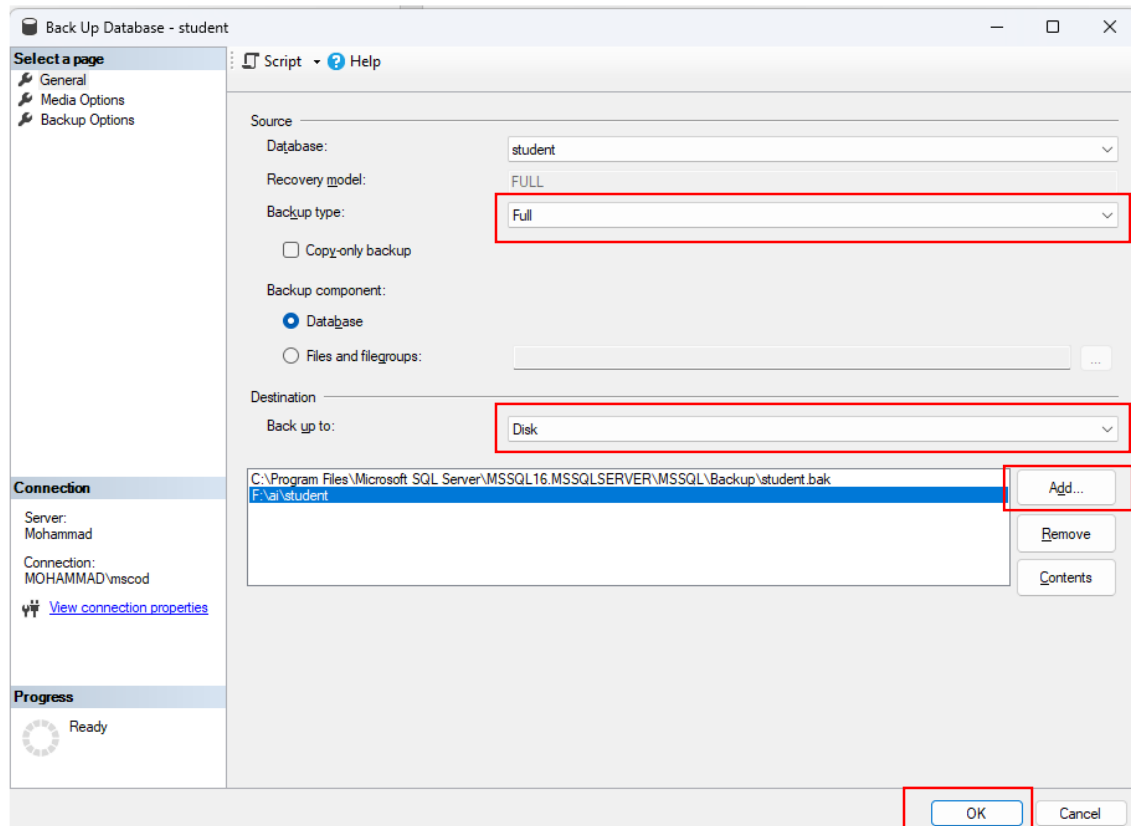 Back Up Database - student
Select a page
General
Media Options
Backup Options
Script
Help
Source
Database:
student
Recovery model:
FULL
Backup type:
Full
Copy-only backup
Backup component:
Database
Files and filegroups:
...
Destination
Back up to:
Disk
C:\Program Files\Microsoft SQL Server\MSSQL16.MSSQLSERVER\MSSQL\Backup\student.bak
F:\ai\student
Add...
Remove
Contents
Connection
Server:
Mohammad
Connection:
MOHAMMAD\mscod
View connection properties
Progress
Ready
OK
Cancel